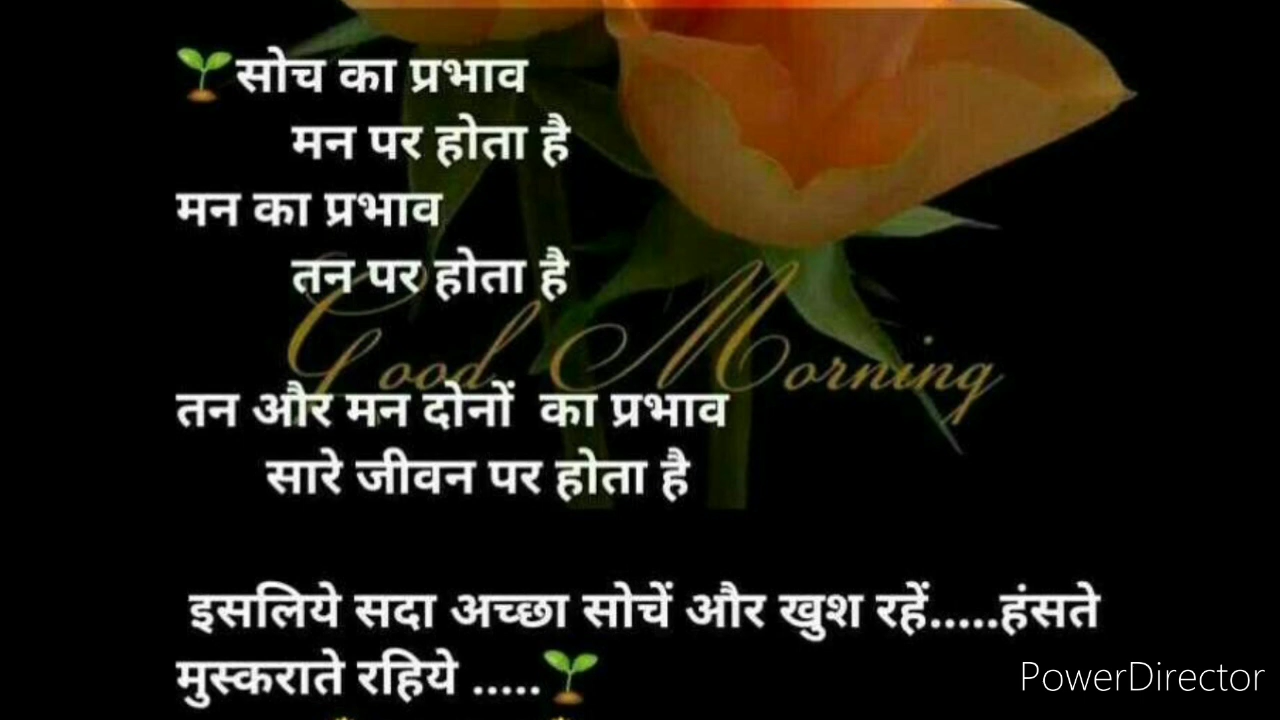 🌱सोच का प्रभाव
मन पर होता है
मन का प्रभाव
तन पर होता है
Good Morning
तन और मन दोनों का प्रभाव
सारे जीवन पर होता है
इसलिये सदा अच्छा सोचें और खुश रहें.....हंसते
मुस्कराते रहिये .....🌱
PowerDirector